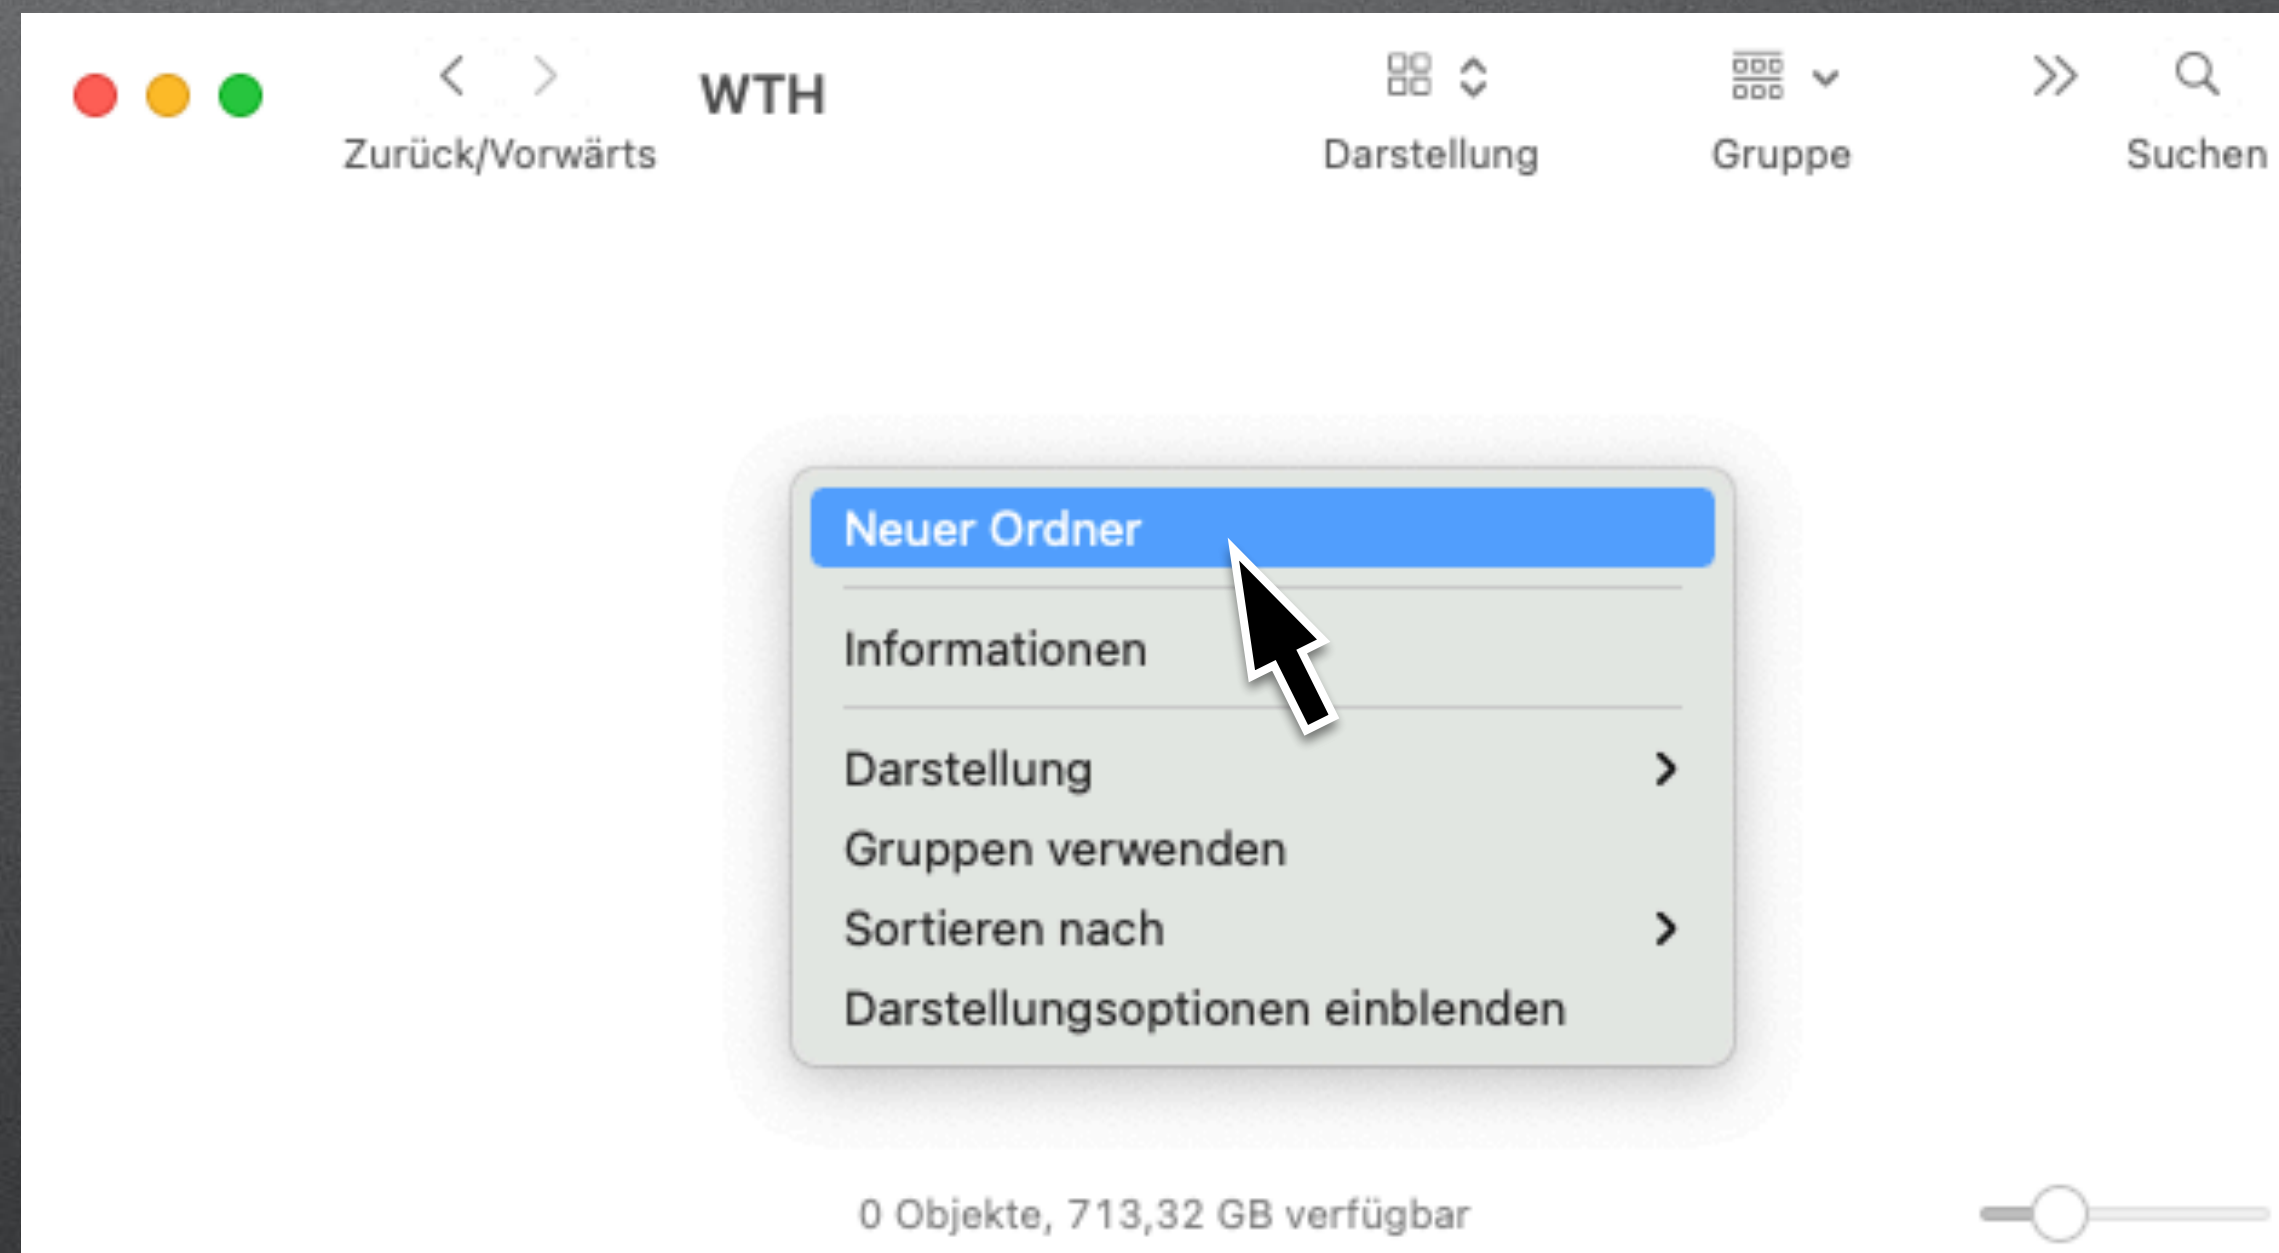 WTH
Zurück/Vorwärts
Darstellung
Gruppe
Suchen
Neuer Ordner
Informationen
Darstellung
Gruppen verwenden
Sortieren nach
Darstellungsoptionen einblenden
0 Objekte, 713,32 GB verfügbar